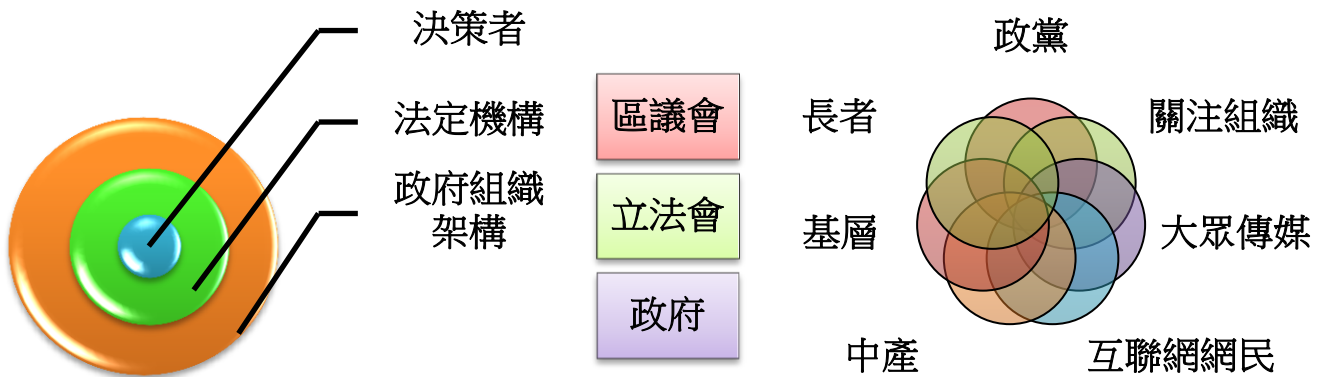 決策者
法定機構
政府組織
架構
區議會
立法會
政府
政黨
長者
關注組織
基層
大眾傳媒
中產
互聯網網民